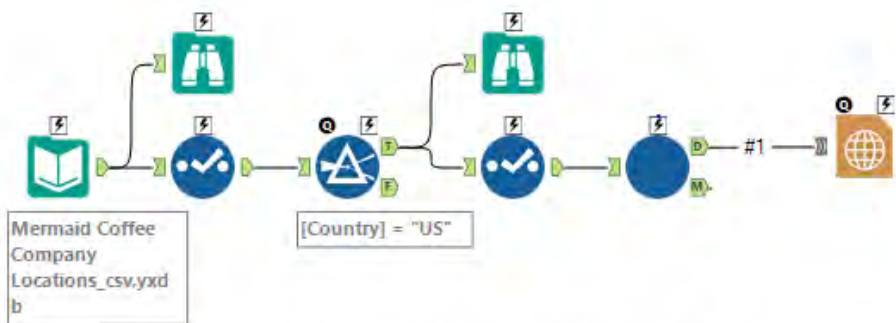 Q
Q
T
F
D
#1
M
Mermaid Coffee
Company
Locations_csv.yxd
b
[Country] = "US"